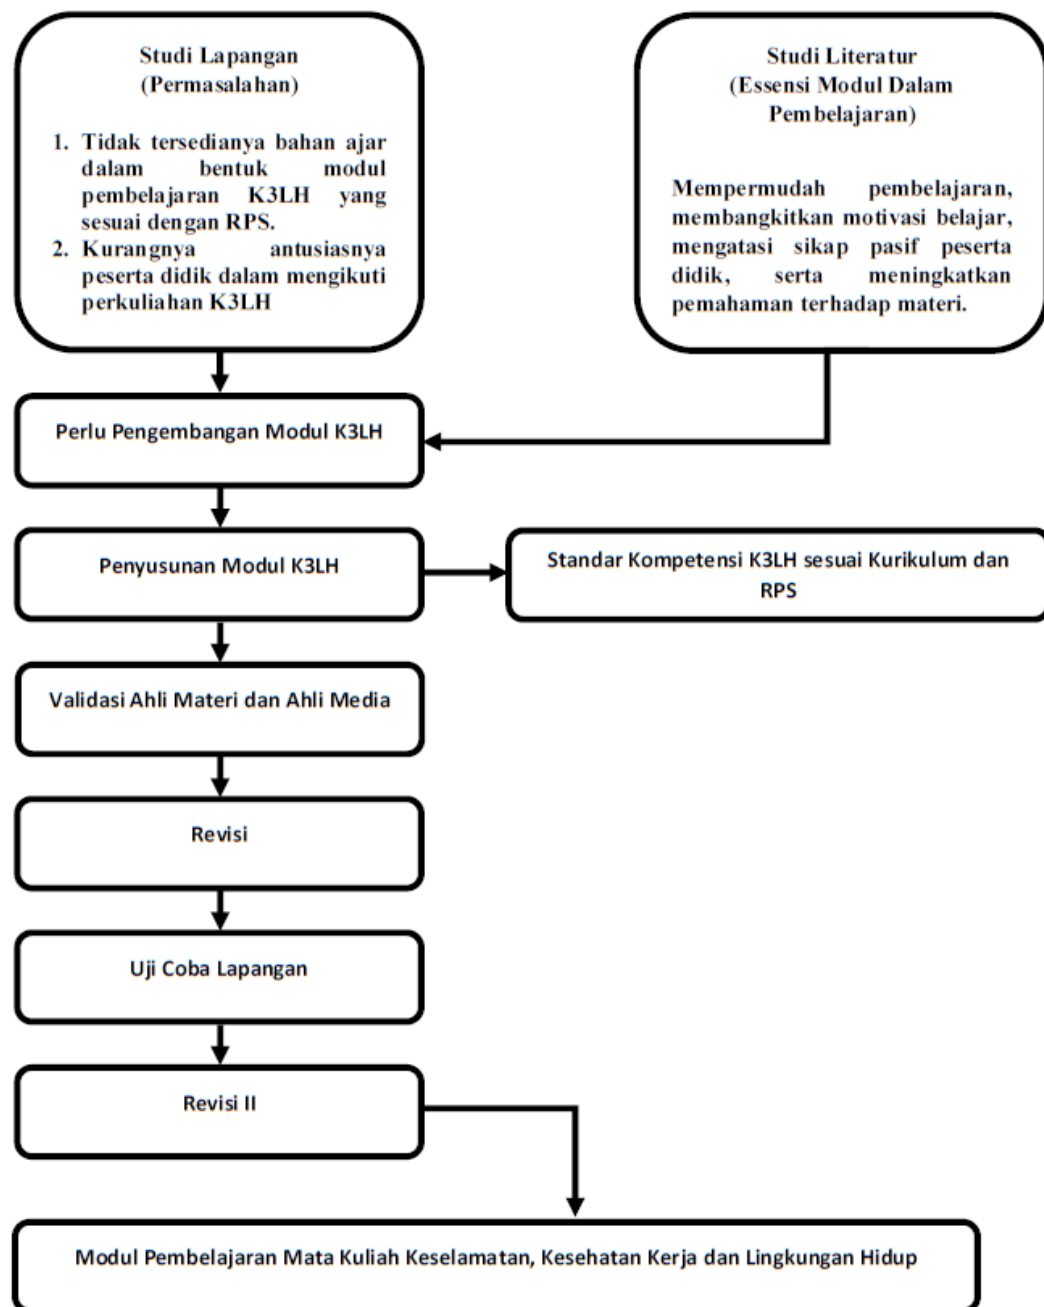 Studi Lapangan
(Permasalahan)
1. Tidak tersedianya bahan ajar
dalam bentuk modul
pembelajaran K3LH yang
sesuai dengan RPS.
2. Kurangnya antusiasnya
peserta didik dalam mengikuti
perkuliahan K3LH
Studi Literatur
(Essensi Modul Dalam
Pembelajaran)
Mempermudah pembelajaran,
membangkitkan motivasi belajar,
mengatasi sikap pasif peserta
didik, serta meningkatkan
pemahaman terhadap materi.
Perlu Pengembangan Modul K3LH
Penyusunan Modul K3LH
Standar Kompetensi K3LH sesuai Kurikulum dan
RPS
Validasi Ahli Materi dan Ahli Media
Revisi
Uji Coba Lapangan
Revisi II
Modul Pembelajaran Mata Kuliah Keselamatan, Kesehatan Kerja dan Lingkungan Hidup